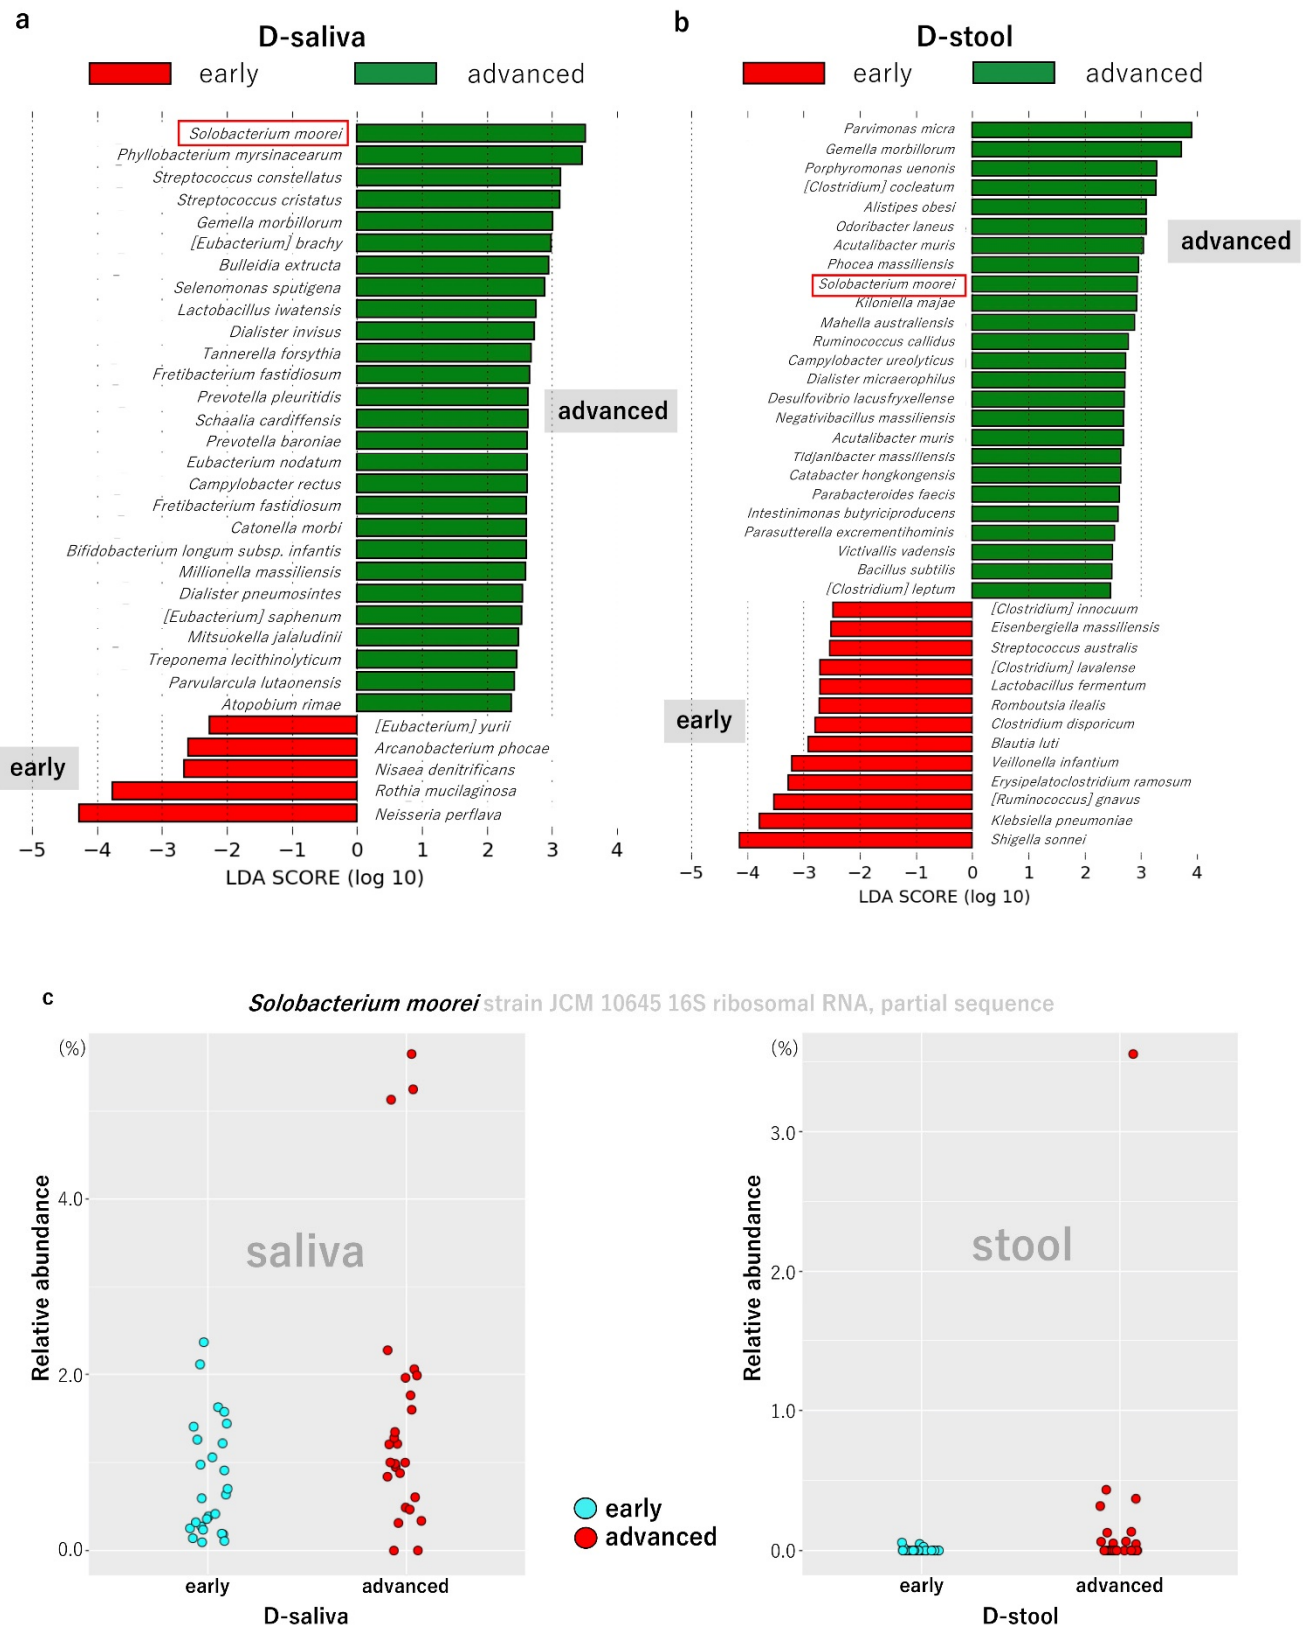 a
D-saliva
early
advanced
Solobacterium moorei
Phyllobacterium myrsinacearum
Streptococcus constellatus
Streptococcus cristatus
Gemella morbillorum
[Eubacterium] brachy
Bulleidia extructa
Selenomonas sputigena
Lactobacillus iwatensis
Dialister invisus
Tannerella forsythia
Fretibacterium fastidiosum
Prevotella pleuritidis
Schaalia cardiffensis
Prevotella baroniae
Eubacterium nodatum
Campylobacter rectus
Fretibacterium fastidiosum
Catonella morbi
Bifidobacterium longum subsp. infantis
Millionella massiliensis
Dialister pneumosintes
[Eubacterium] saphenum
Mitsuokella jalaludinii
Treponema lecithinolyticum
Parvularcula lutaonensis
Atopobium rimae
advanced
[Eubacterium] yurii
Arcanobacterium phocae
Nisaea denitrificans
Rothia mucilaginosa
Neisseria perflava
early
−5 −4 −3 −2 −1 0 1 2 3 4
LDA SCORE (log 10)
b
D-stool
early
advanced
Parvimonas micra
Gemella morbillorum
Porphyromonas uenonis
[Clostridium] cocleatum
Alistipes obesi
Odoribacter laneus
Acutalibacter muris
Phocea massiliensis
Solobacterium moorei
Kiloniella majae
Mahella australiensis
Ruminococcus callidus
Campylobacter ureolyticus
Dialister micraerophilus
Desulfovibrio lacusfryxellense
Negativibacillus massiliensis
Acutalibacter muris
Tidjanibacter massiliensis
Catabacter hongkongensis
Parabacteroides faecis
Intestinimonas butyriciproducens
Parasutterella excrementihominis
Victivallis vadensis
Bacillus subtilis
[Clostridium] leptum
advanced
[Clostridium] innocuum
Eisenbergiella massiliensis
Streptococcus australis
[Clostridium] lavalense
Lactobacillus fermentum
Romboutsia ilealis
Clostridium disporicum
Blautia luti
Veillonella infantium
Erysipelatoclostridium ramosum
[Ruminococcus] gnavus
Klebsiella pneumoniae
Shigella sonnei
early
−5 −4 −3 −2 −1 0 1 2 3 4
LDA SCORE (log 10)
c
Solobacterium moorei strain JCM 10645 16S ribosomal RNA, partial sequence
(%)
4.0
2.0
0.0
Relative abundance
saliva
early advanced
D-saliva
early
advanced
(%)
3.0
2.0
1.0
0.0
Relative abundance
stool
early advanced
D-stool